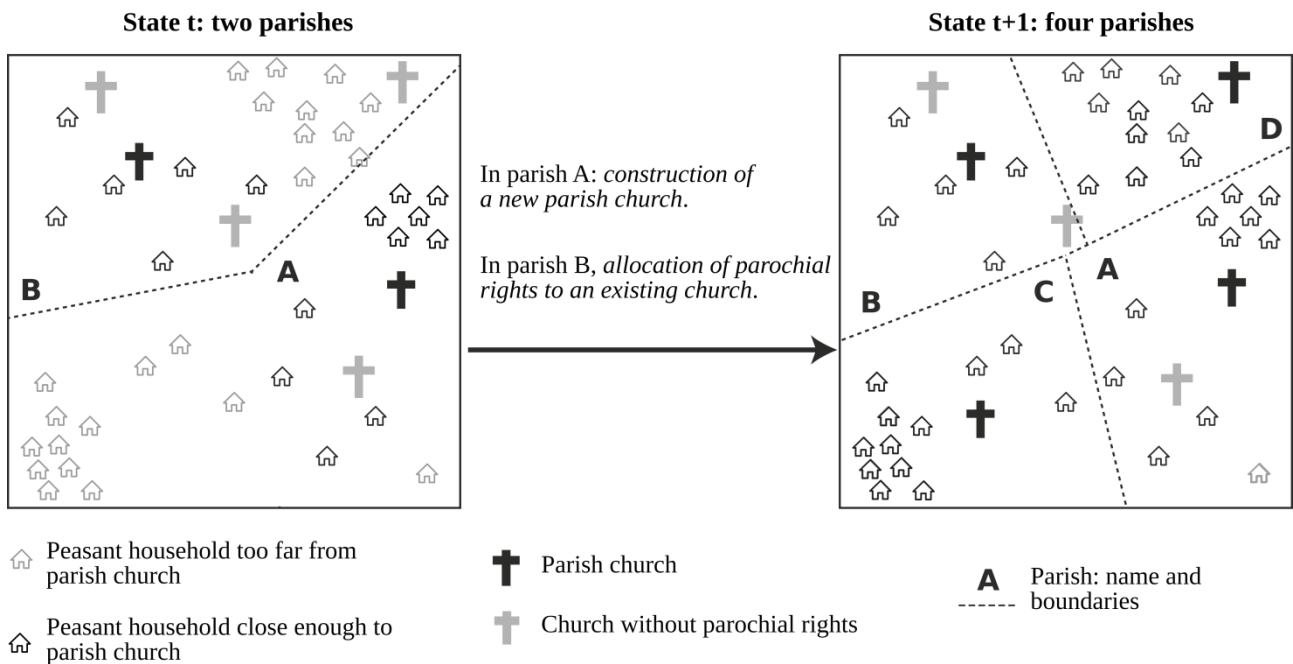 State t: two parishes
State t+1: four parishes
B
A
In parish A: construction of
a new parish church.
In parish B, allocation of parochial
rights to an existing church.
D
B
C
A
Peasant household too far from
parish church
Peasant household close enough to
parish church
Parish church
Church without parochial rights
A
Parish: name and
boundaries